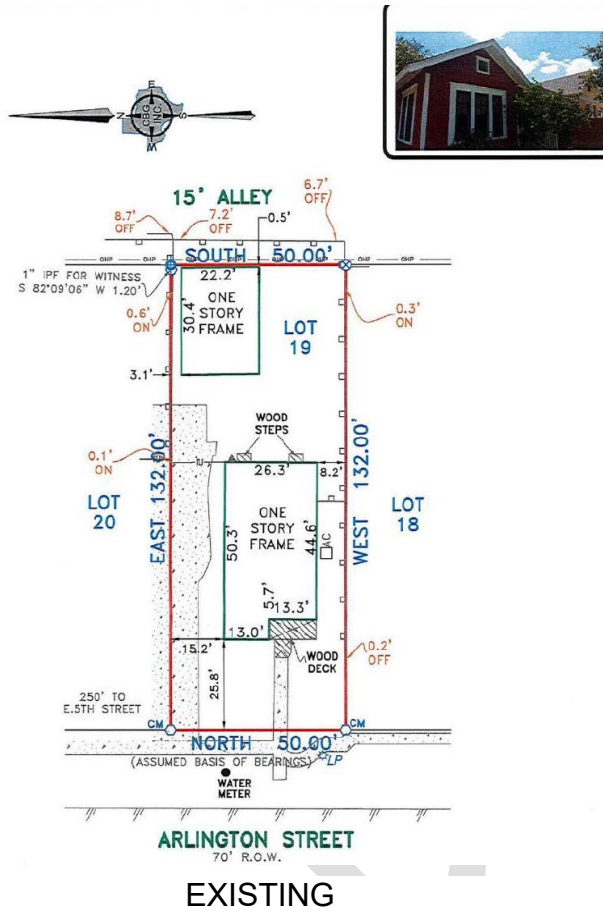 E
N
S
W
CBG
INC.
15' ALLEY
8.7'
OFF
7.2'
OFF
6.7'
OFF
0.5'
OHP OHP OHP OHP
SOUTH 50.00'
1" IPF FOR WITNESS
S 82°09'06" W 1.20'
22.2'
ONE
STORY
FRAME
30.4'
LOT
19
0.6'
ON
0.3'
ON
3.1'
WOOD
STEPS
0.1'
ON
26.3'
8.2'
LOT
20
EAST 132.00'
WEST 132.00'
LOT
18
ONE
STORY
FRAME
50.3'
44.6'
AC
5.7'
13.3'
13.0'
15.2'
WOOD
DECK
0.2'
OFF
25.8'
250' TO
E.5TH STREET
CM
CM
NORTH 50.00'
(ASSUMED BASIS OF BEARINGS)
LP
WATER
METER
ARLINGTON STREET
70' R.O.W.
EXISTING